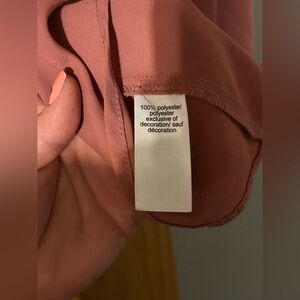 100% polyester/
polyester
exclusive of
decoration/ sauf
décoration